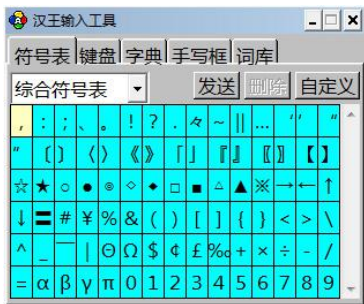 汉王输入工具
符号表 键盘 字典 手写框 词库
综合符号表 发送 删除 自定义
， ： ； 、 。 ！ ？ . 々 ～ ‖ … ′ ″
〃 〔 〕 〈 〉 《 》 「 」 『 』 〖 〗 【 】
☆ ★ ○ ● ◎ ◇ ◆ □ ■ △ ▲ ※ → ← ↑
↓ 〓 # ¥ % & ( ) [ ] { } < > \
^ _ ￣ | Θ Ω $ ¢ £ ‰ + × ÷ - /
= α β γ π 0 1 2 3 4 5 6 7 8 9